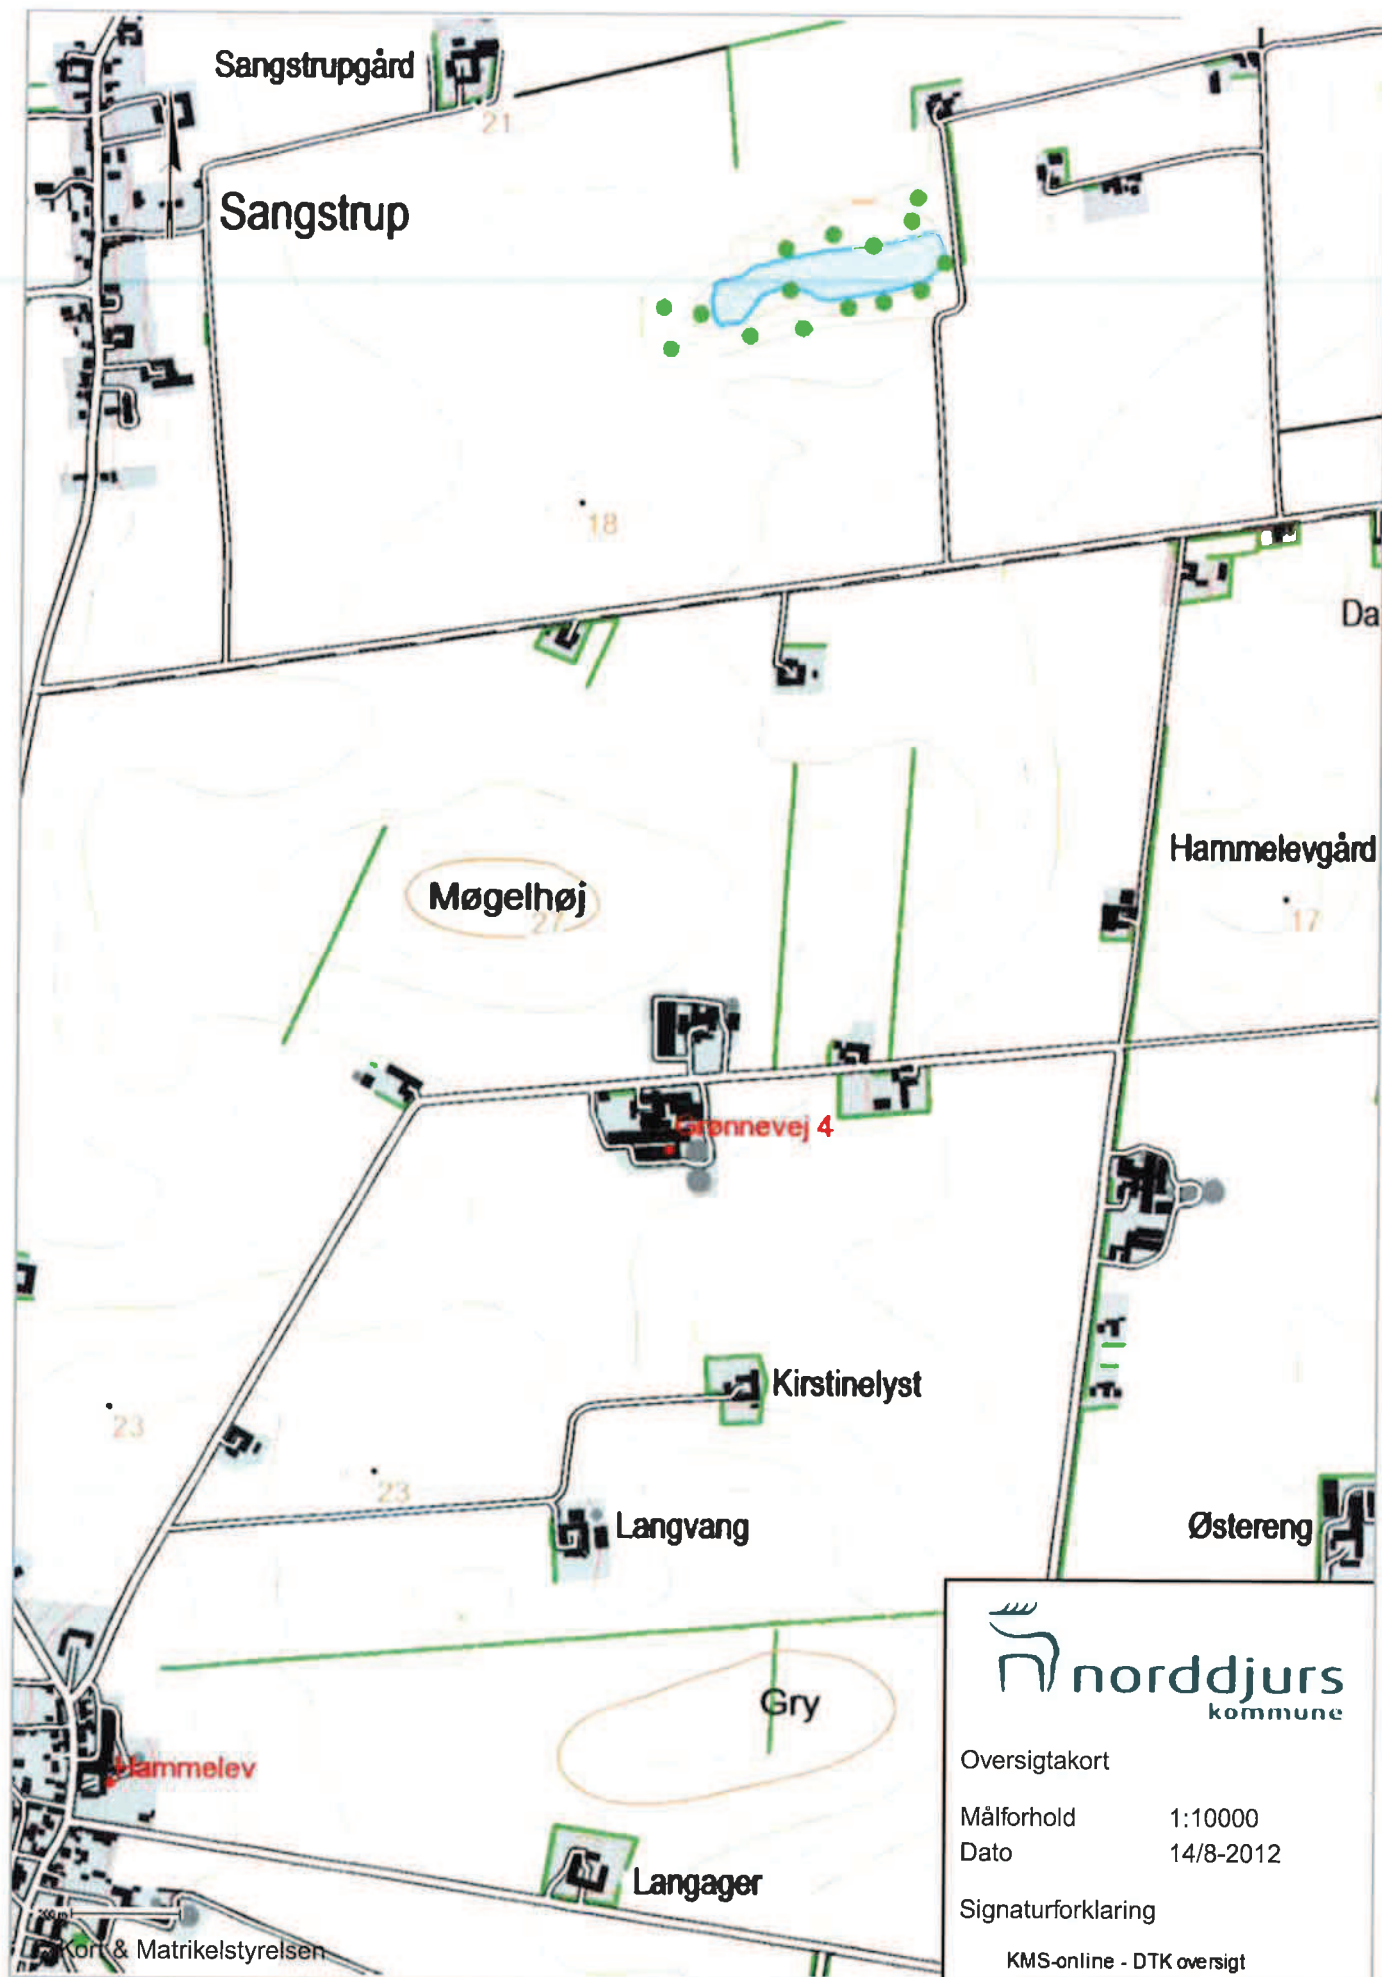 Sangstrupgård
21
Sangstrup
18
Da
Hammelevgård
Møgelhøj
27
17
Grønnevej 4
Kirstinelyst
23
23
Langvang
Østereng
norddjurs
kommune
Gry
Oversigtakort
Hammelev
Målforhold 1:10000
Dato 14/8-2012
Langager
Signaturforklaring
Kort & Matrikelstyrelsen
KMS-online - DTK oversigt